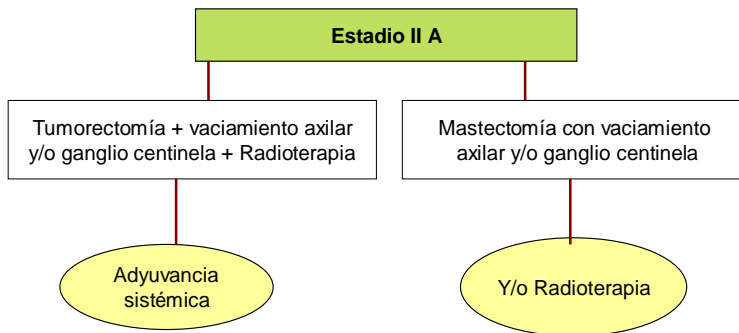 Estadio II A
Tumorectomía + vaciamiento axilar
y/o ganglio centinela + Radioterapia
Mastectomía con vaciamiento
axilar y/o ganglio centinela
Adyuvancia
sistémica
Y/o Radioterapia